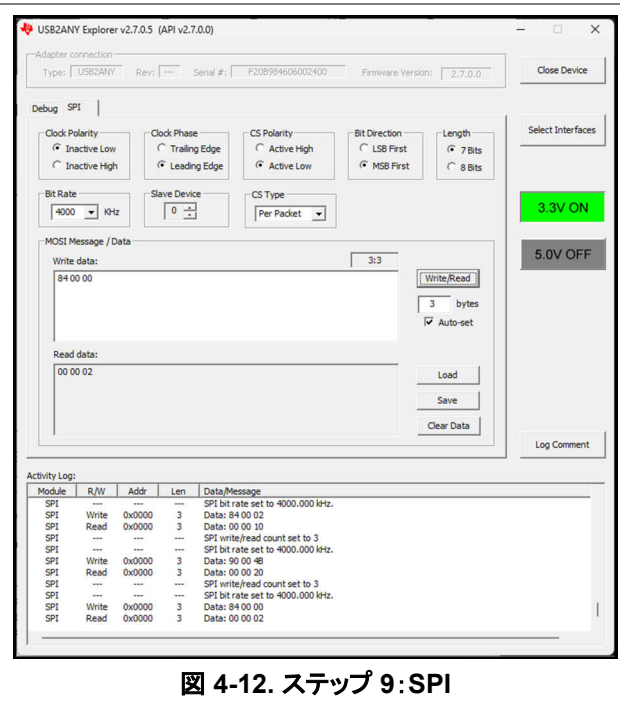 USB2ANY Explorer v2.7.0.5 (API v2.7.0.0)
Adapter connection
Type: USB2ANY Rev: --- Serial #: F20B984606002400 Firmware Version: 2.7.0.0
Close Device
Debug SPI
Select Interfaces
Clock Polarity
Inactive Low
Inactive High
Clock Phase
Trailing Edge
Leading Edge
CS Polarity
Active High
Active Low
Bit Direction
LSB First
MSB First
Length
7 Bits
8 Bits
Bit Rate
4000 KHz
Slave Device
0
CS Type
Per Packet
3.3V ON
5.0V OFF
MOSI Message / Data
Write data:
3:3
84 00 00
Write/Read
3 bytes
Auto-set
Read data:
00 00 02
Load
Save
Clear Data
Log Comment
Activity Log:
Module R/W Addr Len Data/Message
SPI --- --- --- SPI bit rate set to 4000.000 kHz.
SPI Write 0x0000 3 Data: 84 00 02
SPI Read 0x0000 3 Data: 00 00 10
SPI --- --- --- SPI write/read count set to 3
SPI --- --- --- SPI bit rate set to 4000.000 kHz.
SPI Write 0x0000 3 Data: 90 00 4B
SPI Read 0x0000 3 Data: 00 00 20
SPI --- --- --- SPI write/read count set to 3
SPI --- --- --- SPI bit rate set to 4000.000 kHz.
SPI Write 0x0000 3 Data: 84 00 00
SPI Read 0x0000 3 Data: 00 00 02
図 4-12. ステップ 9：SPI